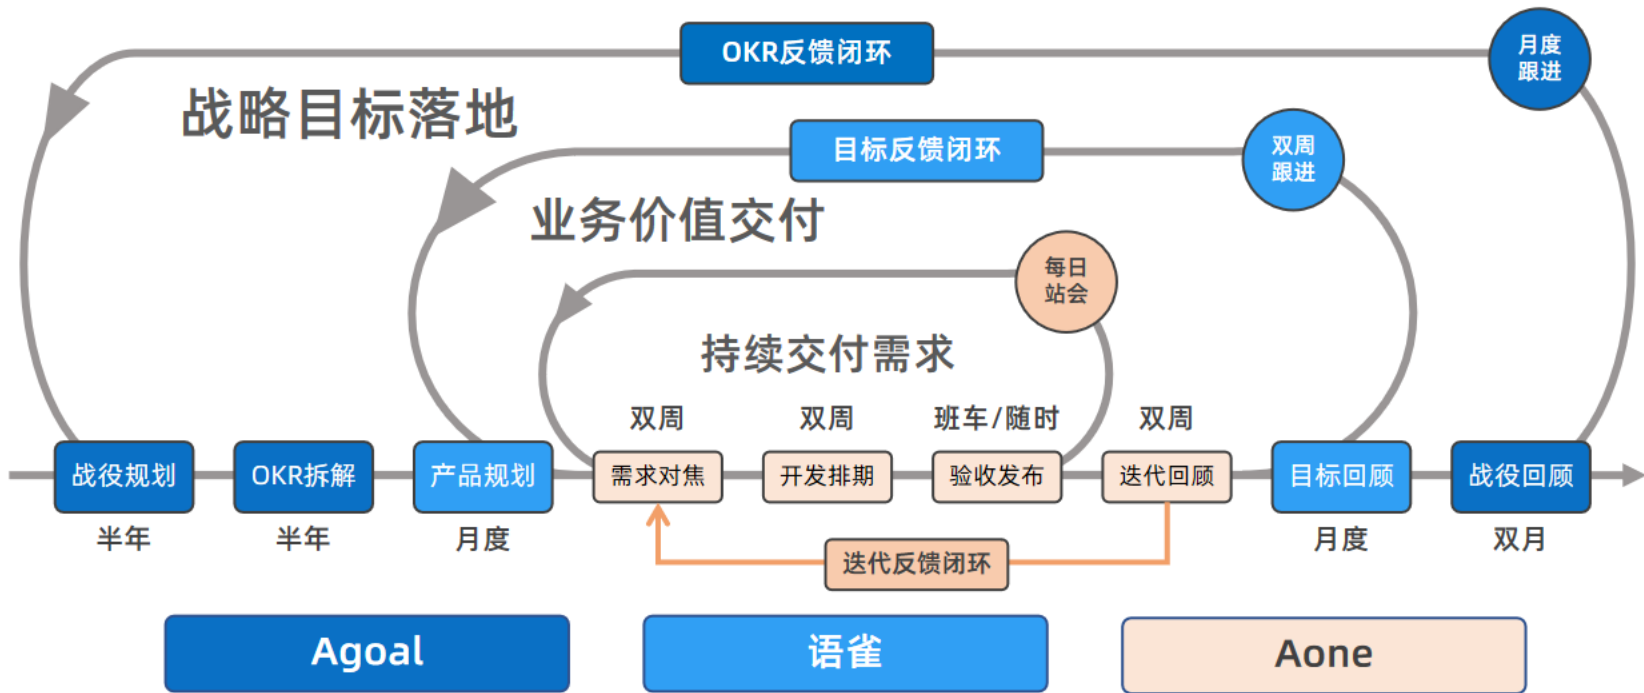 OKR反馈闭环
月度
跟进
战略目标落地
目标反馈闭环
双周
跟进
业务价值交付
每日
站会
持续交付需求
双周
双周
班车/随时
双周
战役规划
OKR拆解
产品规划
需求对焦
开发排期
验收发布
迭代回顾
目标回顾
战役回顾
半年
半年
月度
月度
双月
迭代反馈闭环
Agoal
语雀
Aone